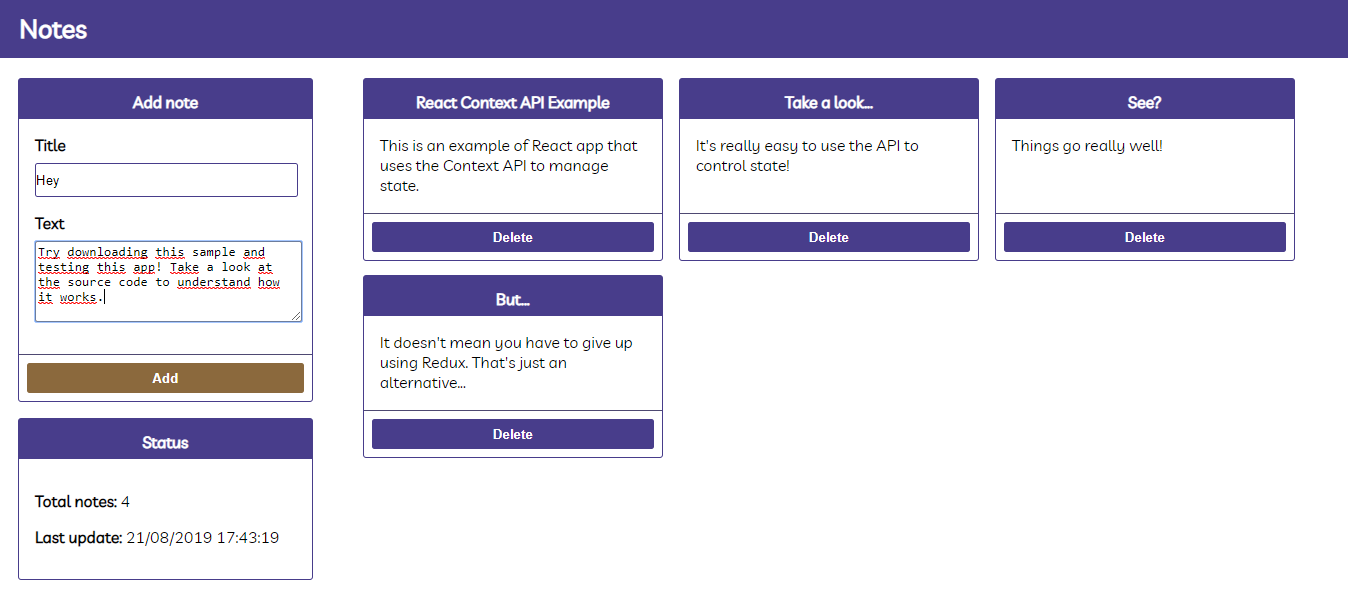 Notes
Add note
Title
Hey
Text
Try downloading this sample and
testing this app! Take a look at
the source code to understand how
it works.
Add
Status
Total notes: 4
Last update: 21/08/2019 17:43:19
React Context API Example
This is an example of React app that
uses the Context API to manage
state.
Delete
Take a look...
It's really easy to use the API to
control state!
Delete
See?
Things go really well!
Delete
But...
It doesn't mean you have to give up
using Redux. That's just an
alternative...
Delete